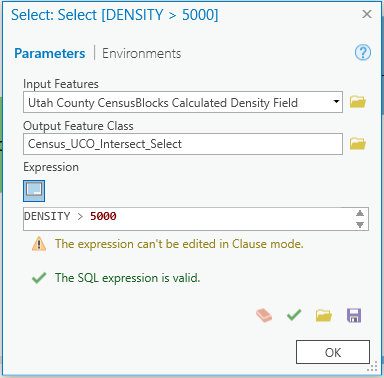 Select: Select [DENSITY > 5000]
Parameters | Environments
Input Features
Utah County CensusBlocks Calculated Density Field
Output Feature Class
Census_UCO_Intersect_Select
Expression
DENSITY > 5000
The expression can't be edited in Clause mode.
The SQL expression is valid.
OK